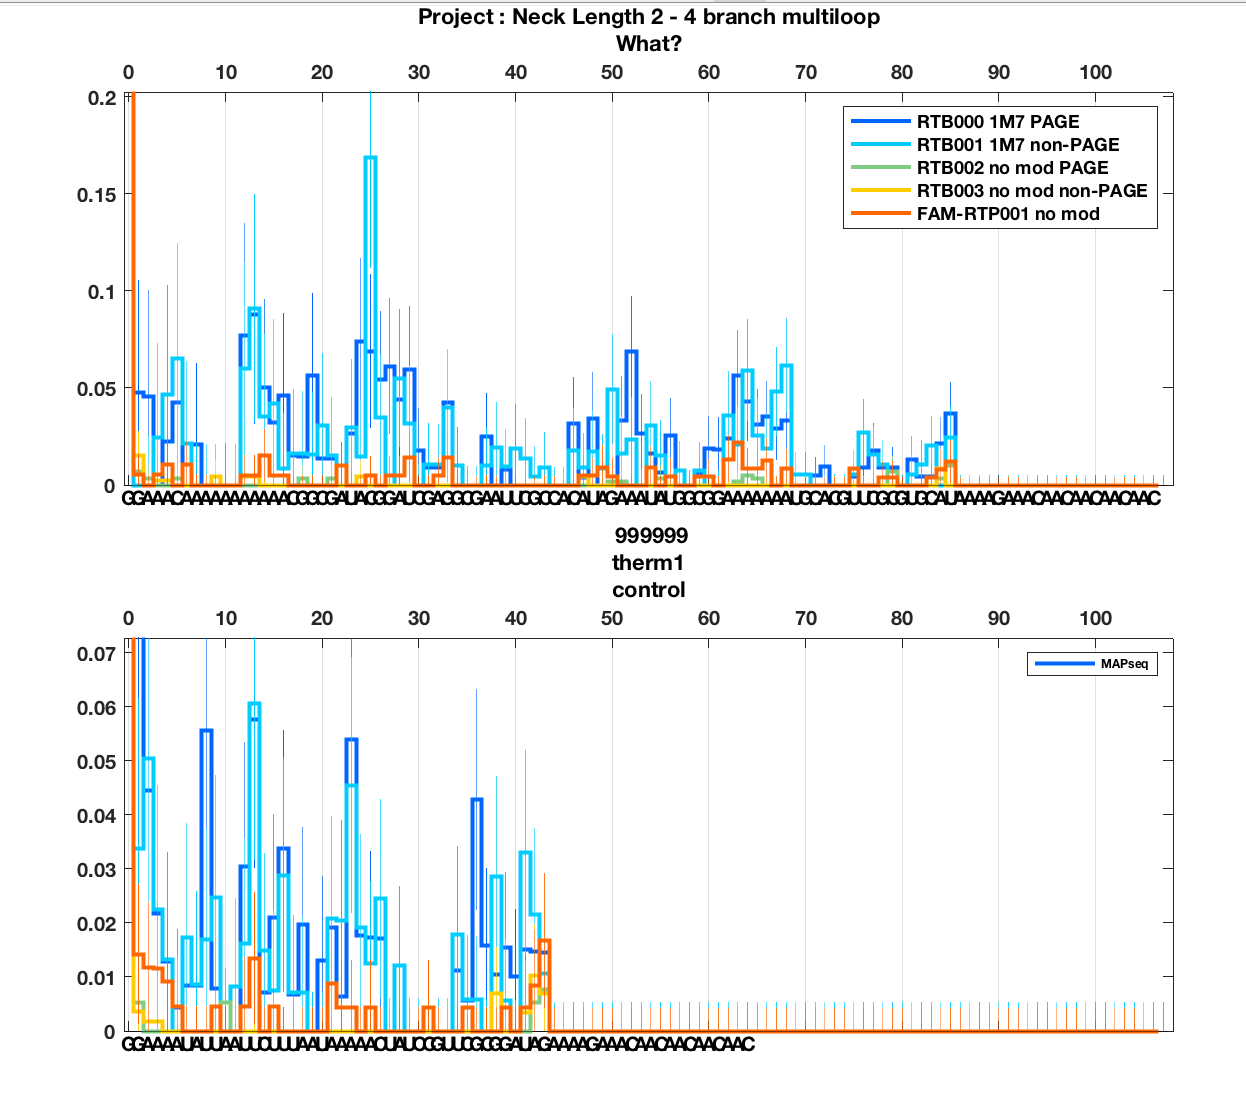 Project : Neck Length 2 - 4 branch multiloop
What?
0 10 20 30 40 50 60 70 80 90 100
0.2
0.15
0.1
0.05
0
RTB000 1M7 PAGE
RTB001 1M7 non-PAGE
RTB002 no mod PAGE
RTB003 no mod non-PAGE
FAM-RTP001 no mod
999999
therm1
control
0 10 20 30 40 50 60 70 80 90 100
0.07
0.06
0.05
0.04
0.03
0.02
0.01
0
MAPseq